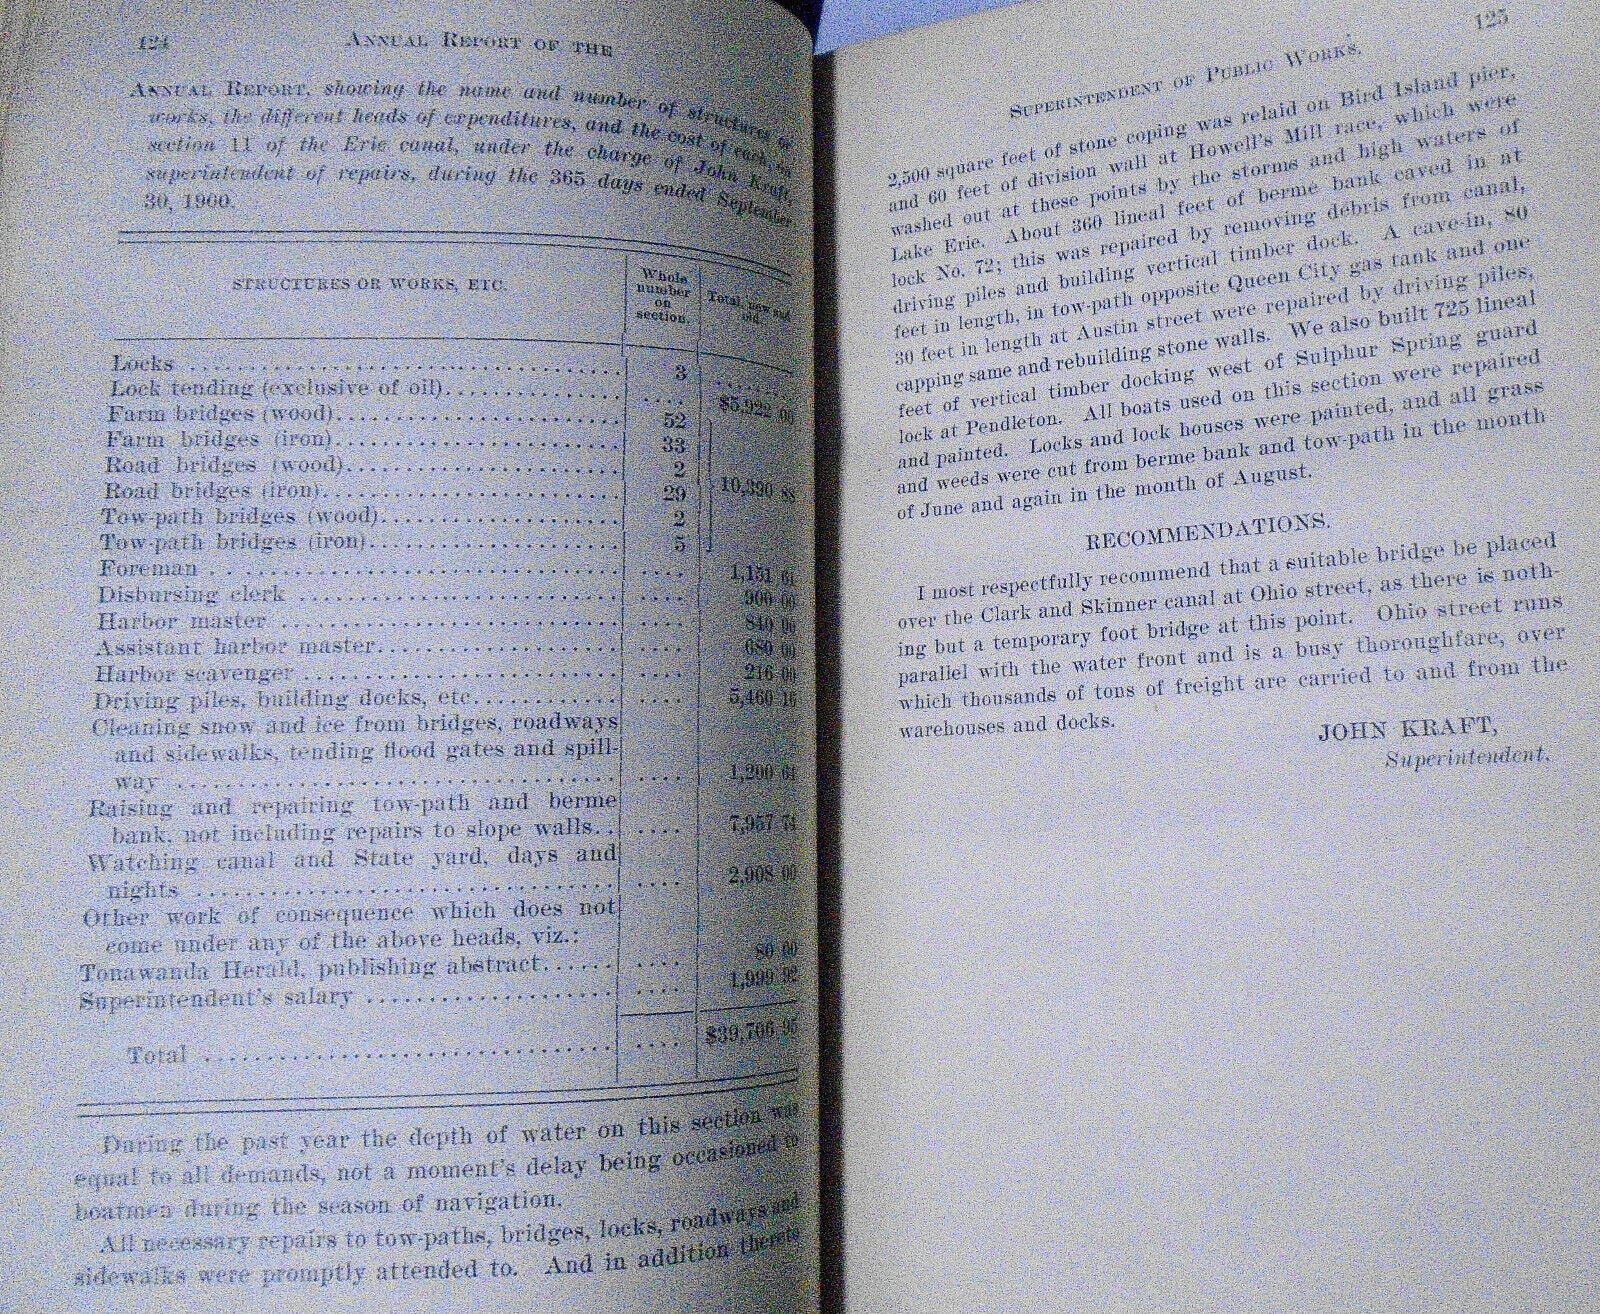 124 ANNUAL REPORT OF THE
ANNUAL REPORT, showing the name and number of structures or
works, the different heads of expenditures, and the cost of each, on
section 11 of the Erie canal, under the charge of John Kraft,
superintendent of repairs, during the 365 days ended September
30, 1900.
STRUCTURES OR WORKS, ETC. Whole number on section. Total, new and old.
Locks 3
Lock tending (exclusive of oil) $5,922 00
Farm bridges (wood) 52
Farm bridges (iron) 33
Road bridges (wood) 2
Road bridges (iron) 29 10,390 88
Tow-path bridges (wood) 2
Tow-path bridges (iron) 5
Foreman 1,151 61
Disbursing clerk 900 00
Harbor master 840 00
Assistant harbor master 680 00
Harbor scavenger 216 00
Driving piles, building docks, etc. 5,460 16
Cleaning snow and ice from bridges, roadways
and sidewalks, tending flood gates and spill-
way 1,200 64
Raising and repairing tow-path and berme
bank, not including repairs to slope walls 7,957 74
Watching canal and State yard, days and
nights 2,908 00
Other work of consequence which does not
come under any of the above heads, viz.:
Tonawanda Herald, publishing abstract 80 00
Superintendent's salary 1,999 92
Total $39,706 95
During the past year the depth of water on this section was
equal to all demands, not a moment's delay being occasioned to
boatmen during the season of navigation.
All necessary repairs to tow-paths, bridges, locks, roadways and
sidewalks were promptly attended to. And in addition thereto
SUPERINTENDENT OF PUBLIC WORKS. 125
2,500 square feet of stone coping was relaid on Bird Island pier,
and 60 feet of division wall at Howell's Mill race, which were
washed out at these points by the storms and high waters of
Lake Erie. About 360 lineal feet of berme bank caved in at
lock No. 72; this was repaired by removing débris from canal,
driving piles and building vertical timber dock. A cave-in, 80
feet in length, in tow-path opposite Queen City gas tank and one
30 feet in length at Austin street were repaired by driving piles,
capping same and rebuilding stone walls. We also built 725 lineal
feet of vertical timber docking west of Sulphur Spring guard
lock at Pendleton. All boats used on this section were repaired
and painted. Locks and lock houses were painted, and all grass
and weeds were cut from berme bank and tow-path in the month
of June and again in the month of August.
RECOMMENDATIONS.
I most respectfully recommend that a suitable bridge be placed
over the Clark and Skinner canal at Ohio street, as there is noth-
ing but a temporary foot bridge at this point. Ohio street runs
parallel with the water front and is a busy thoroughfare, over
which thousands of tons of freight are carried to and from the
warehouses and docks.
JOHN KRAFT,
Superintendent.